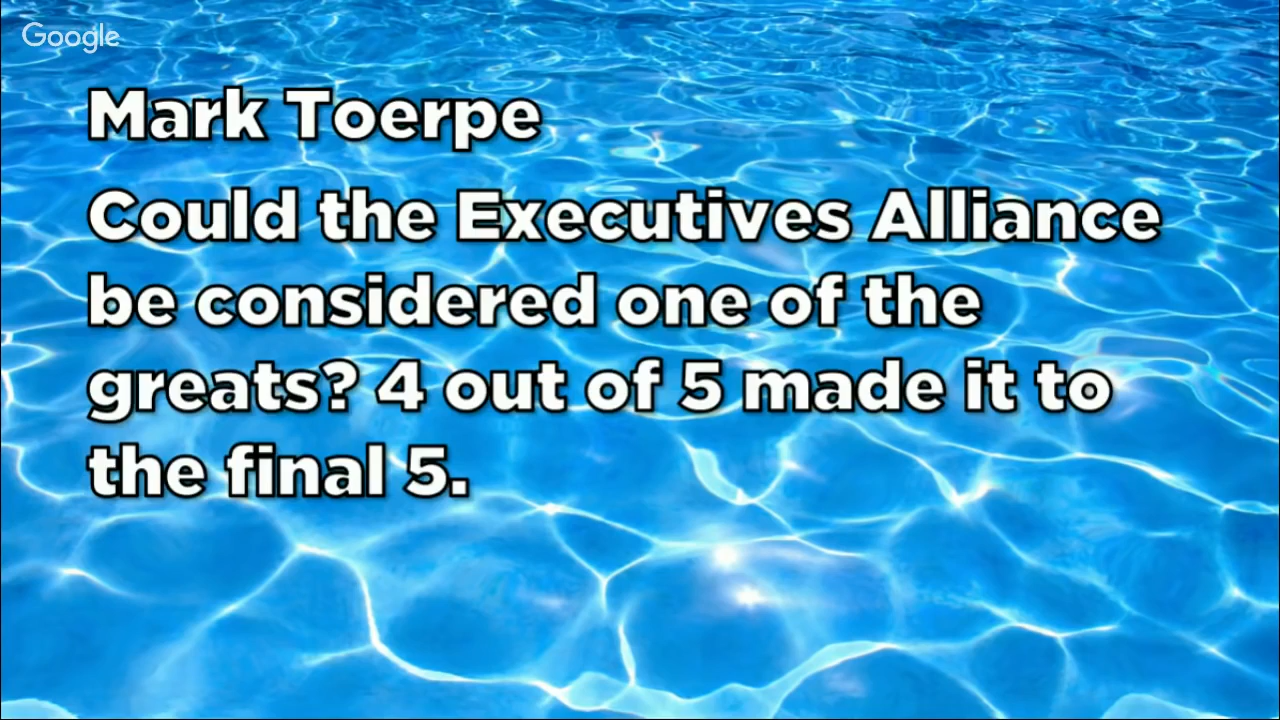 Google
Mark Toerpe
Could the Executives Alliance
be considered one of the
greats? 4 out of 5 made it to
the final 5.